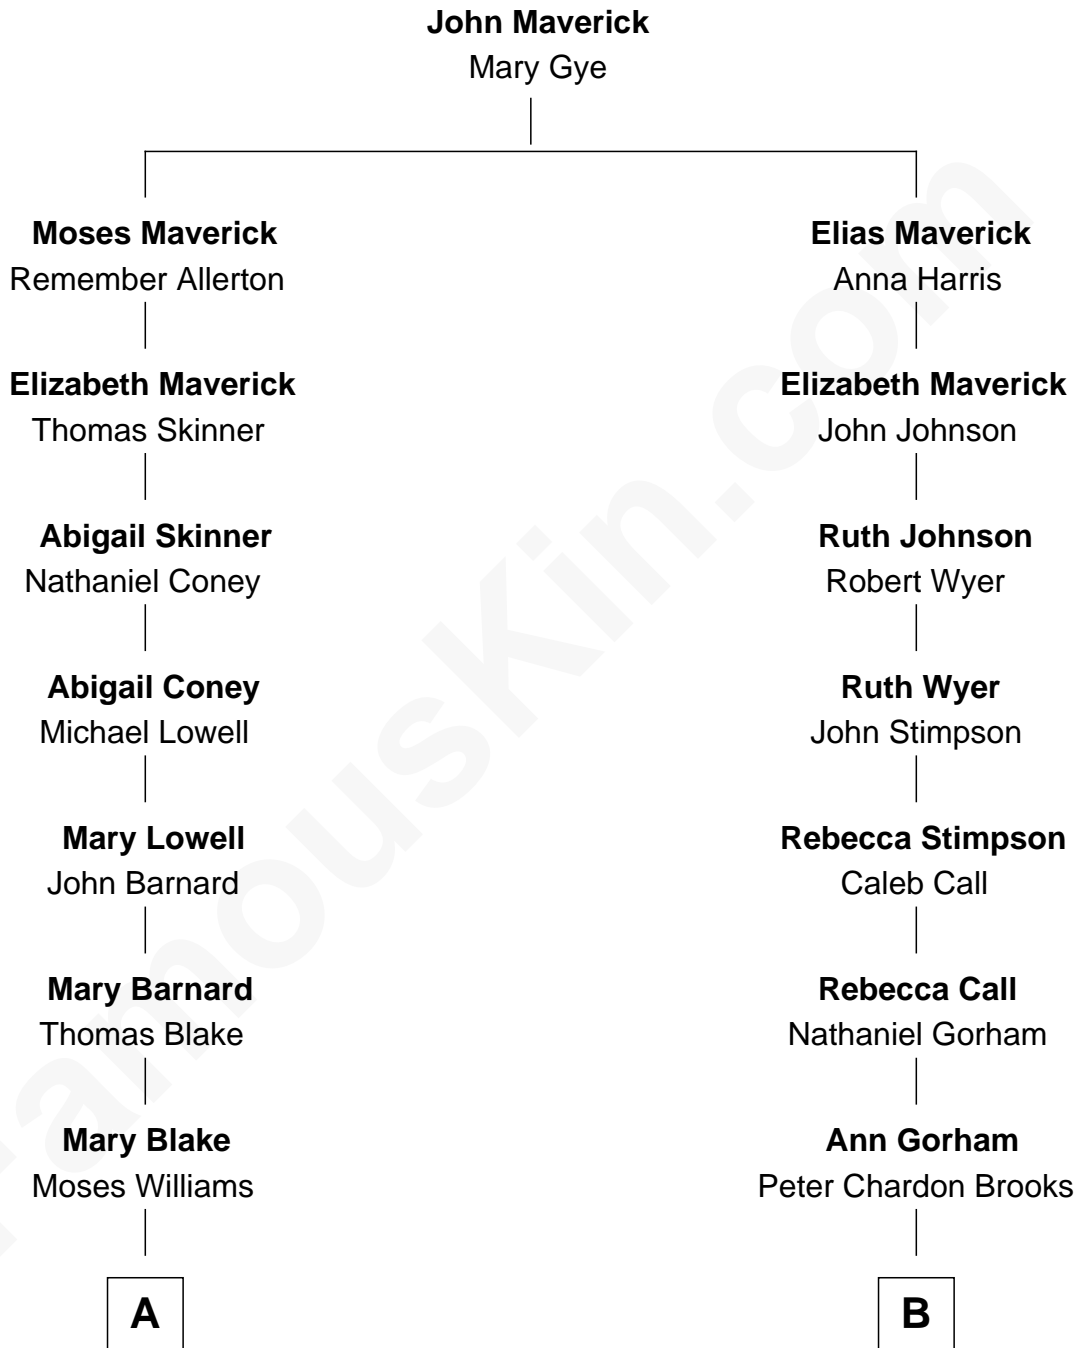 John Maverick
Mary Gye
Moses Maverick
Remember Allerton
Elizabeth Maverick
Thomas Skinner
Abigail Skinner
Nathaniel Coney
Abigail Coney
Michael Lowell
Mary Lowell
John Barnard
Mary Barnard
Thomas Blake
Mary Blake
Moses Williams
A
Elias Maverick
Anna Harris
Elizabeth Maverick
John Johnson
Ruth Johnson
Robert Wyer
Ruth Wyer
John Stimpson
Rebecca Stimpson
Caleb Call
Rebecca Call
Nathaniel Gorham
Ann Gorham
Peter Chardon Brooks
B
FamousKin.com